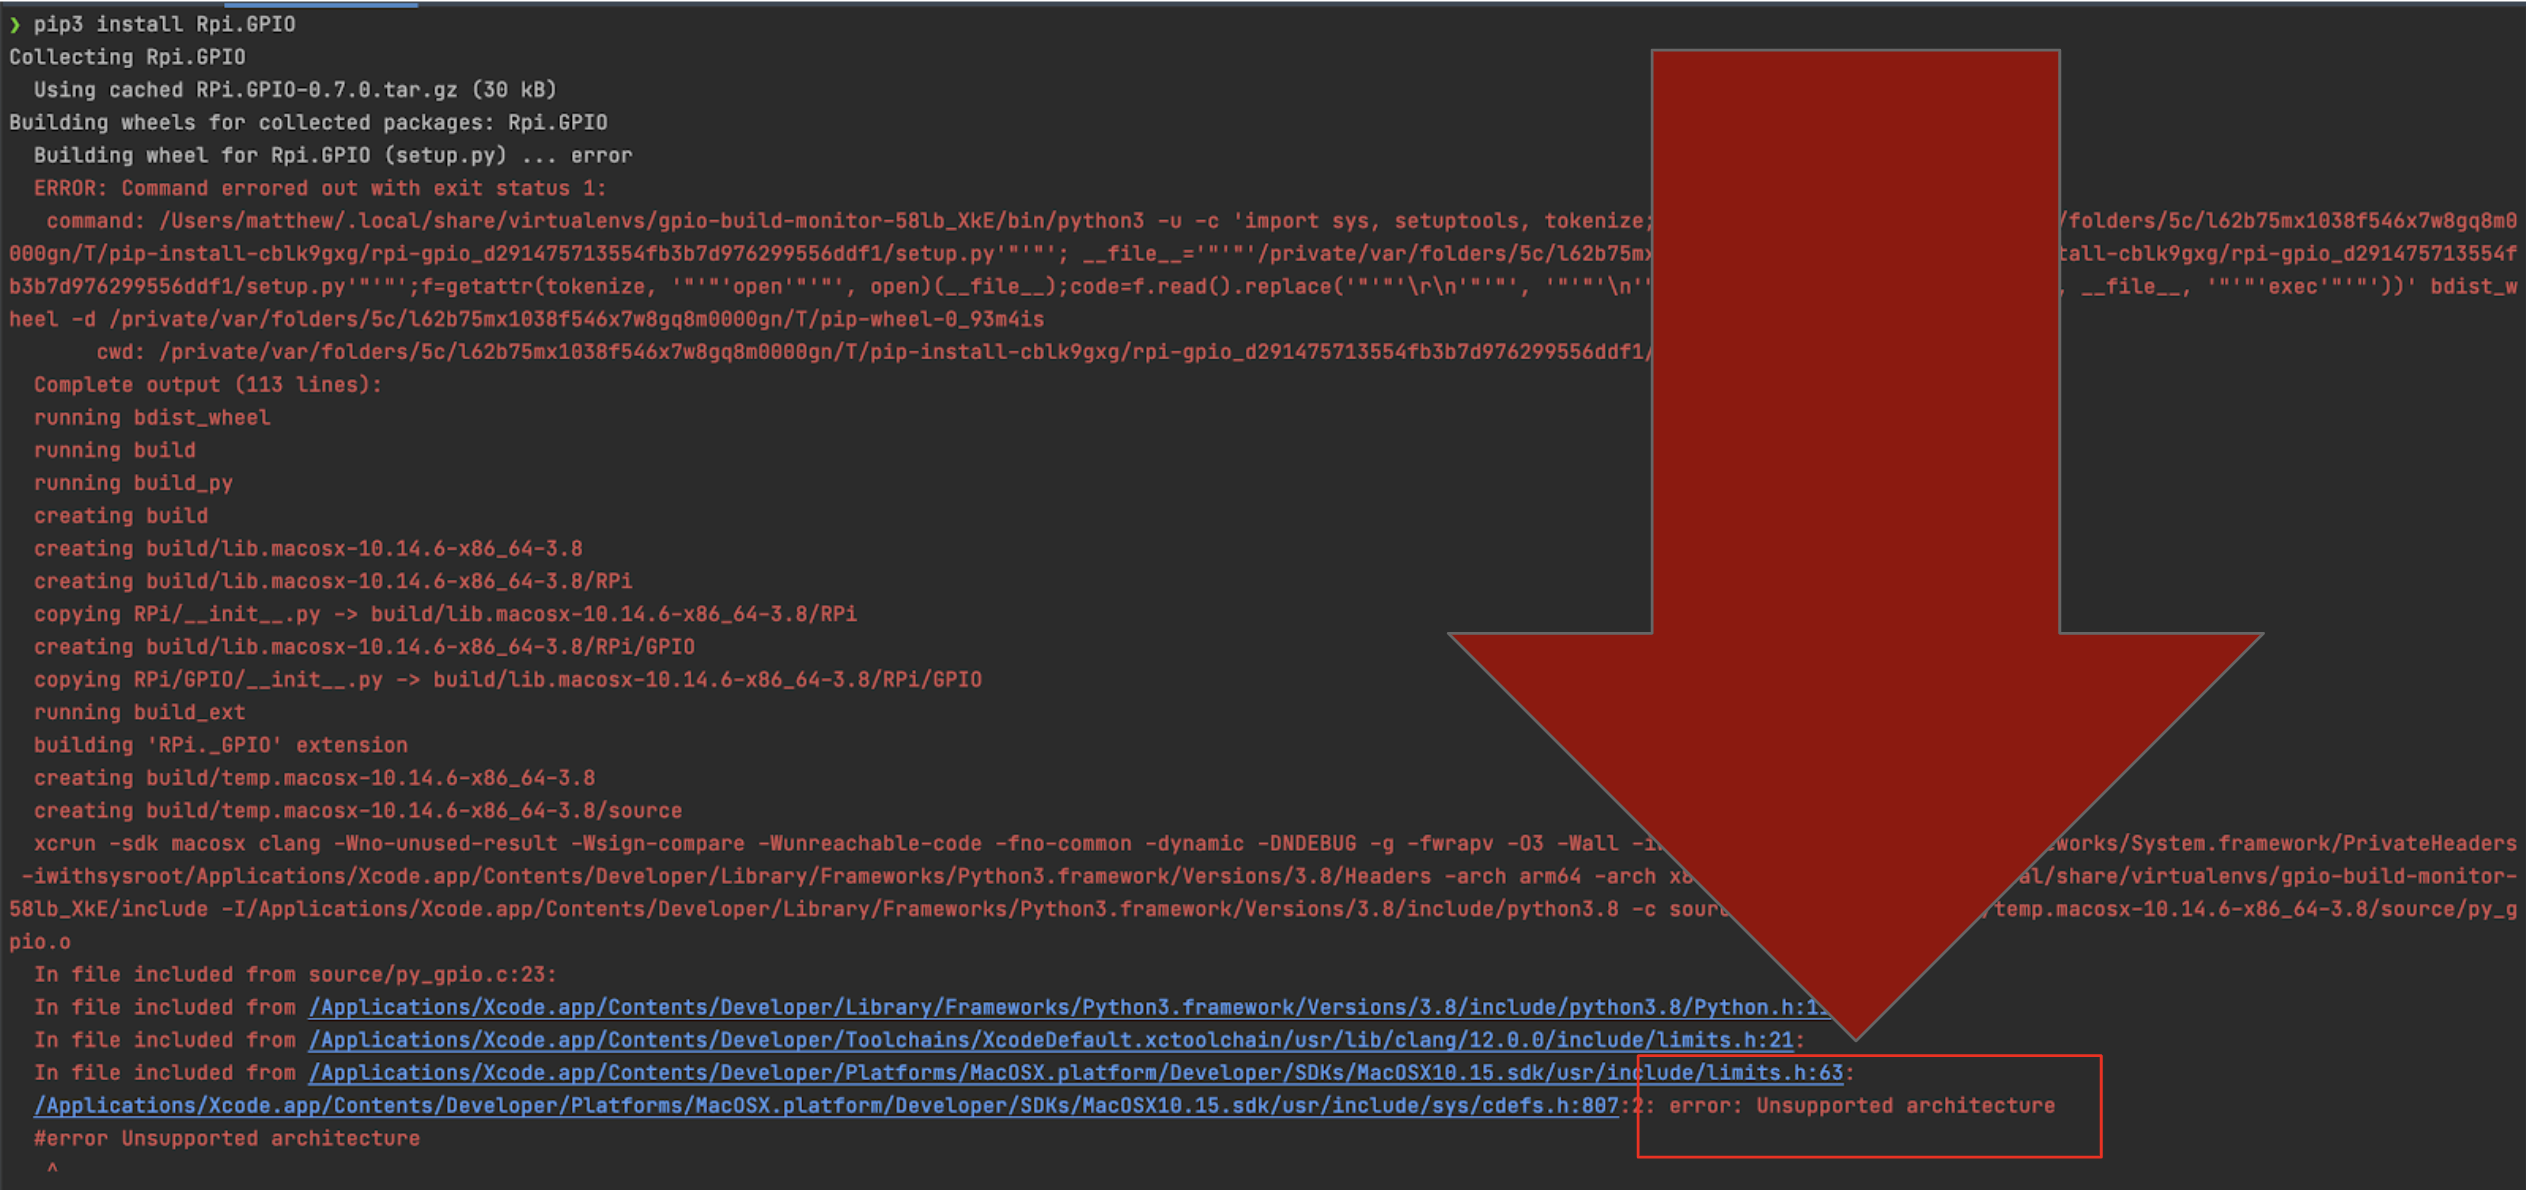 ❯ pip3 install Rpi.GPIO
Collecting Rpi.GPIO
  Using cached RPi.GPIO-0.7.0.tar.gz (30 kB)
Building wheels for collected packages: Rpi.GPIO
  Building wheel for Rpi.GPIO (setup.py) ... error
  ERROR: Command errored out with exit status 1:
   command: /Users/matthew/.local/share/virtualenvs/gpio-build-monitor-58lb_XkE/bin/python3 -u -c 'import sys, setuptools, tokenize; /folders/5c/l62b75mx1038f546x7w8gq8m0
000gn/T/pip-install-cblk9gxg/rpi-gpio_d291475713554fb3b7d976299556ddf1/setup.py'"'"'; __file__='"'"'/private/var/folders/5c/l62b75mx tall-cblk9gxg/rpi-gpio_d291475713554f
b3b7d976299556ddf1/setup.py'"'"';f=getattr(tokenize, '"'"'open'"'"', open)(__file__);code=f.read().replace('"'"'\r\n'"'"', '"'"'\n'' , __file__, '"'"'exec'"'"'))' bdist_w
heel -d /private/var/folders/5c/l62b75mx1038f546x7w8gq8m0000gn/T/pip-wheel-0_93m4is
       cwd: /private/var/folders/5c/l62b75mx1038f546x7w8gq8m0000gn/T/pip-install-cblk9gxg/rpi-gpio_d291475713554fb3b7d976299556ddf1/
  Complete output (113 lines):
  running bdist_wheel
  running build
  running build_py
  creating build
  creating build/lib.macosx-10.14.6-x86_64-3.8
  creating build/lib.macosx-10.14.6-x86_64-3.8/RPi
  copying RPi/__init__.py -> build/lib.macosx-10.14.6-x86_64-3.8/RPi
  creating build/lib.macosx-10.14.6-x86_64-3.8/RPi/GPIO
  copying RPi/GPIO/__init__.py -> build/lib.macosx-10.14.6-x86_64-3.8/RPi/GPIO
  running build_ext
  building 'RPi._GPIO' extension
  creating build/temp.macosx-10.14.6-x86_64-3.8
  creating build/temp.macosx-10.14.6-x86_64-3.8/source
  xcrun -sdk macosx clang -Wno-unused-result -Wsign-compare -Wunreachable-code -fno-common -dynamic -DNDEBUG -g -fwrapv -O3 -Wall works/System.framework/PrivateHeaders
 -iwithsysroot/Applications/Xcode.app/Contents/Developer/Library/Frameworks/Python3.framework/Versions/3.8/Headers -arch arm64 -arch x8 al/share/virtualenvs/gpio-build-monitor-
58lb_XkE/include -I/Applications/Xcode.app/Contents/Developer/Library/Frameworks/Python3.framework/Versions/3.8/include/python3.8 -c sour /temp.macosx-10.14.6-x86_64-3.8/source/py_g
pio.o
  In file included from source/py_gpio.c:23:
  In file included from /Applications/Xcode.app/Contents/Developer/Library/Frameworks/Python3.framework/Versions/3.8/include/python3.8/Python.h:1
  In file included from /Applications/Xcode.app/Contents/Developer/Toolchains/XcodeDefault.xctoolchain/usr/lib/clang/12.0.0/include/limits.h:21:
  In file included from /Applications/Xcode.app/Contents/Developer/Platforms/MacOSX.platform/Developer/SDKs/MacOSX10.15.sdk/usr/include/limits.h:63:
  /Applications/Xcode.app/Contents/Developer/Platforms/MacOSX.platform/Developer/SDKs/MacOSX10.15.sdk/usr/include/sys/cdefs.h:807:2: error: Unsupported architecture
  #error Unsupported architecture
   ^